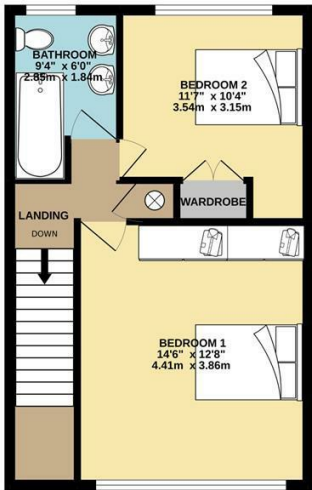 BATHROOM
9'4" x 6'0"
2.85m x 1.84m
BEDROOM 2
11'7" x 10'4"
3.54m x 3.15m
WARDROBE
LANDING
DOWN
BEDROOM 1
14'6" x 12'8"
4.41m x 3.86m